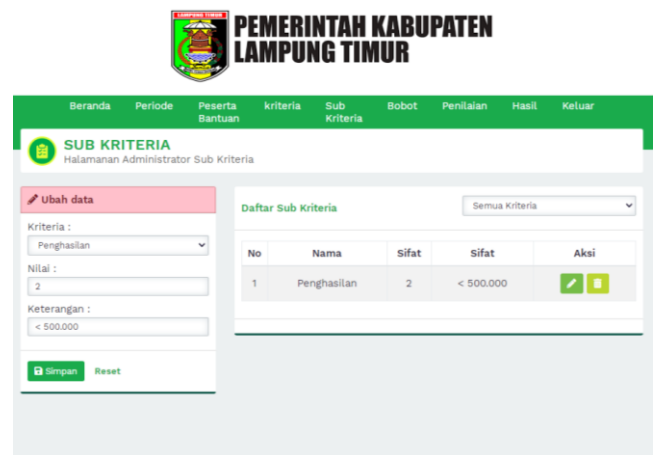 LAMPUNG TIMUR
PEMERINTAH KABUPATEN
LAMPUNG TIMUR
Beranda
Periode
Peserta
Bantuan
kriteria
Sub
Kriteria
Bobot
Penilaian
Hasil
Keluar
SUB KRITERIA
Halamanan Administrator Sub Kriteria
Ubah data
Kriteria :
Penghasilan
Nilai :
2
Keterangan :
< 500.000
Simpan Reset
Daftar Sub Kriteria
Semua Kriteria
No Nama Sifat Sifat Aksi
1 Penghasilan 2 < 500.000